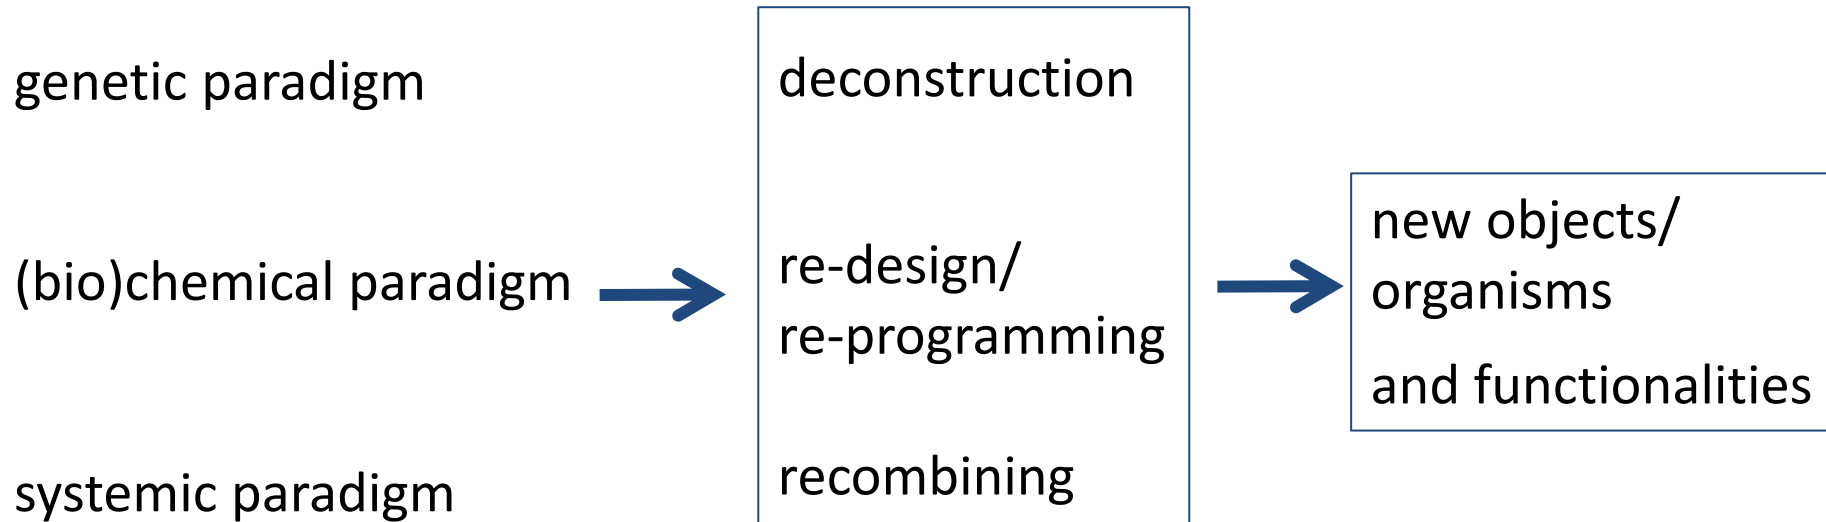 genetic paradigm
(bio)chemical paradigm
systemic paradigm
deconstruction
re-design/
re-programming
recombining
new objects/
organisms
and functionalities